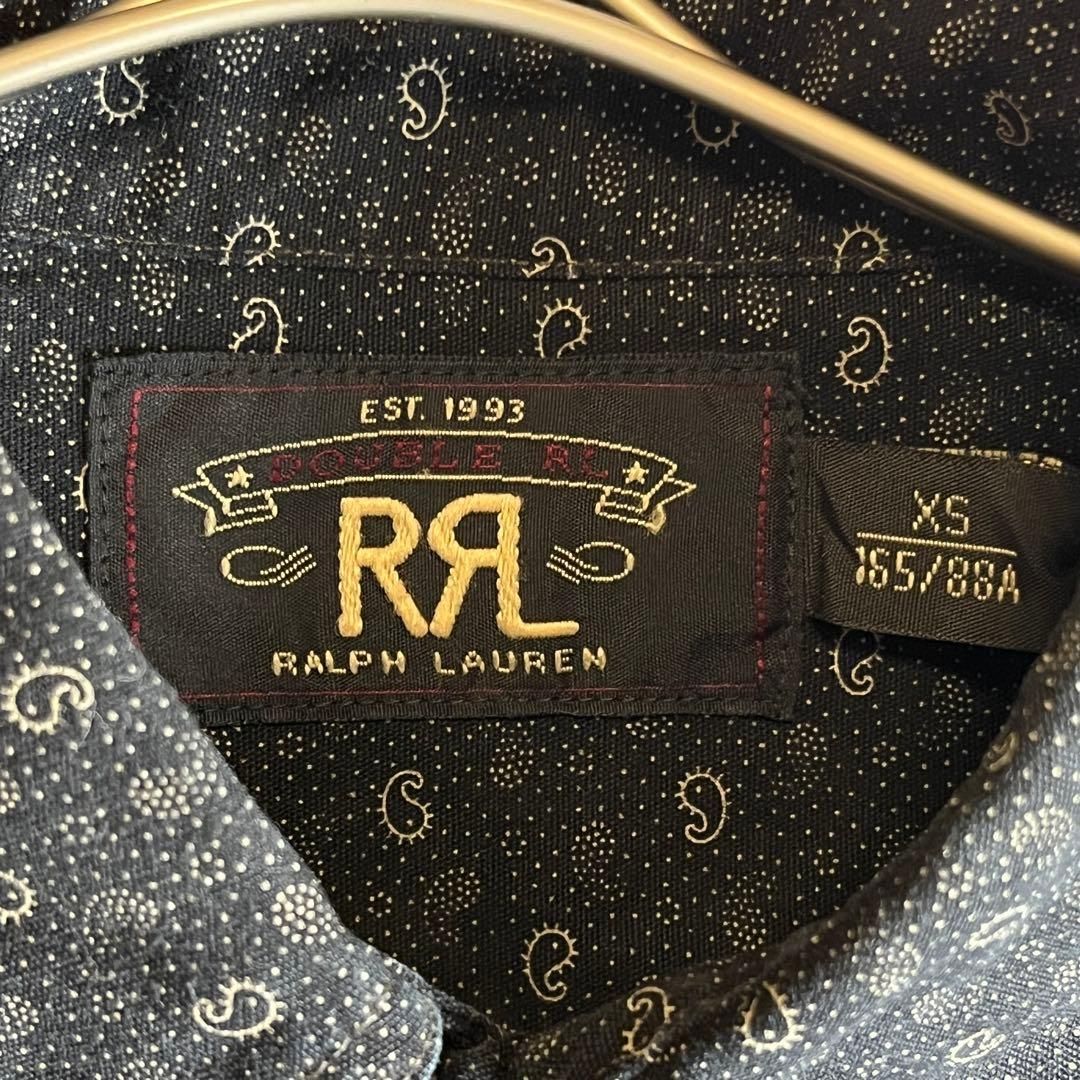 EST. 1993
DOUBLE RL
RRL
RALPH LAUREN
XS
165/88A